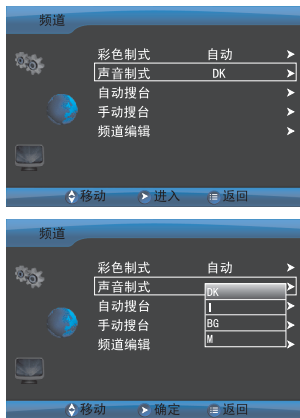 频道
彩色制式 自动
声音制式 DK
自动搜台
手动搜台
频道编辑
移动 进入 返回
频道
彩色制式 自动
声音制式
DK
自动搜台 I
手动搜台 BG
频道编辑 M
移动 确定 返回